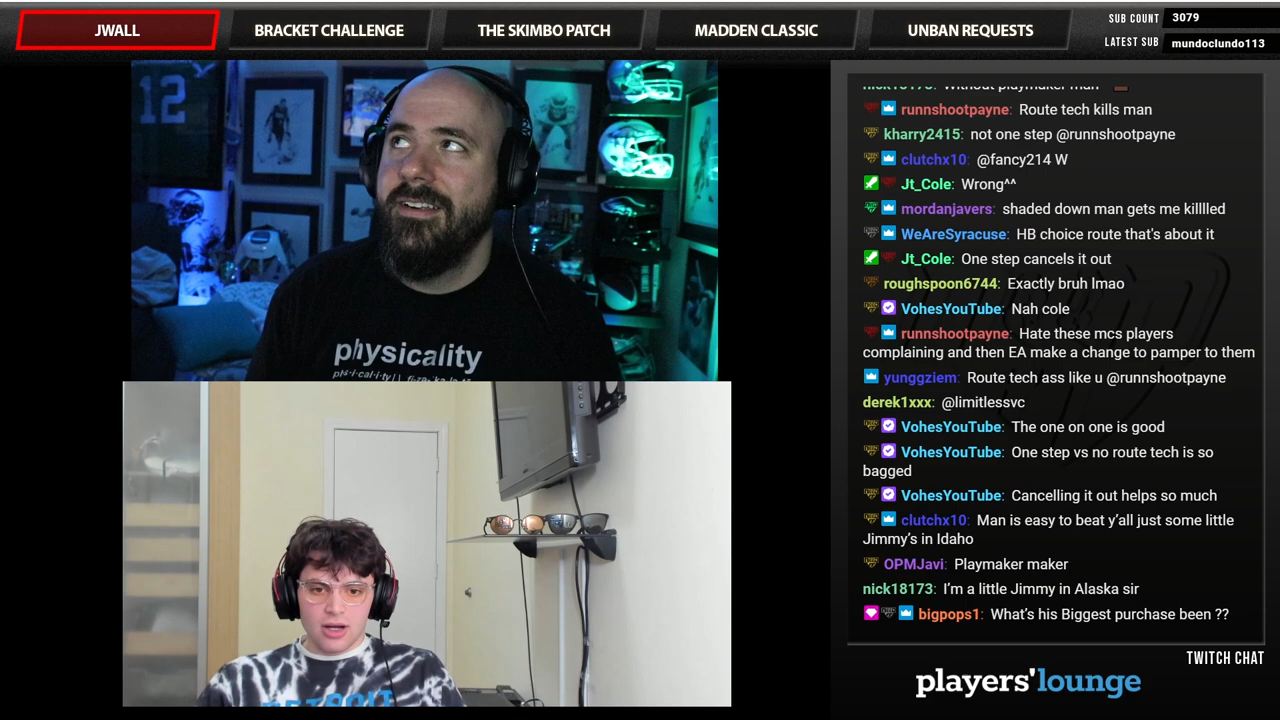 JWALL
BRACKET CHALLENGE
THE SKIMBO PATCH
MADDEN CLASSIC
UNBAN REQUESTS
SUB COUNT 3079
LATEST SUB mundoclundo113
12
physicality
DETROIT
nick18173: Without playmaker man
runnshootpayne: Route tech kills man
kharry2415: not one step @runnshootpayne
clutchx10: @fancy214 W
Jt_Cole: Wrong^^
mordanjavers: shaded down man gets me killlled
WeAreSyracuse: HB choice route that's about it
Jt_Cole: One step cancels it out
roughspoon6744: Exactly bruh lmao
VohesYouTube: Nah cole
runnshootpayne: Hate these mcs players
complaining and then EA make a change to pamper to them
yunggziem: Route tech ass like u @runnshootpayne
derek1xxx: @limitlessvc
VohesYouTube: The one on one is good
VohesYouTube: One step vs no route tech is so
bagged
VohesYouTube: Cancelling it out helps so much
clutchx10: Man is easy to beat y’all just some little
Jimmy’s in Idaho
OPMJavi: Playmaker maker
nick18173: I’m a little Jimmy in Alaska sir
bigpops1: What’s his Biggest purchase been ??
TWITCH CHAT
players'lounge